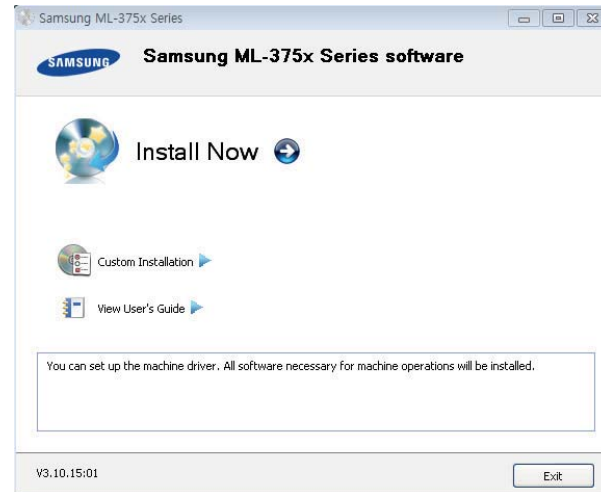 Samsung ML-375x Series
SAMSUNG
Samsung ML-375x Series software
Install Now
Custom Installation
View User's Guide
You can set up the machine driver. All software necessary for machine operations will be installed.
V3.10.15:01
Exit